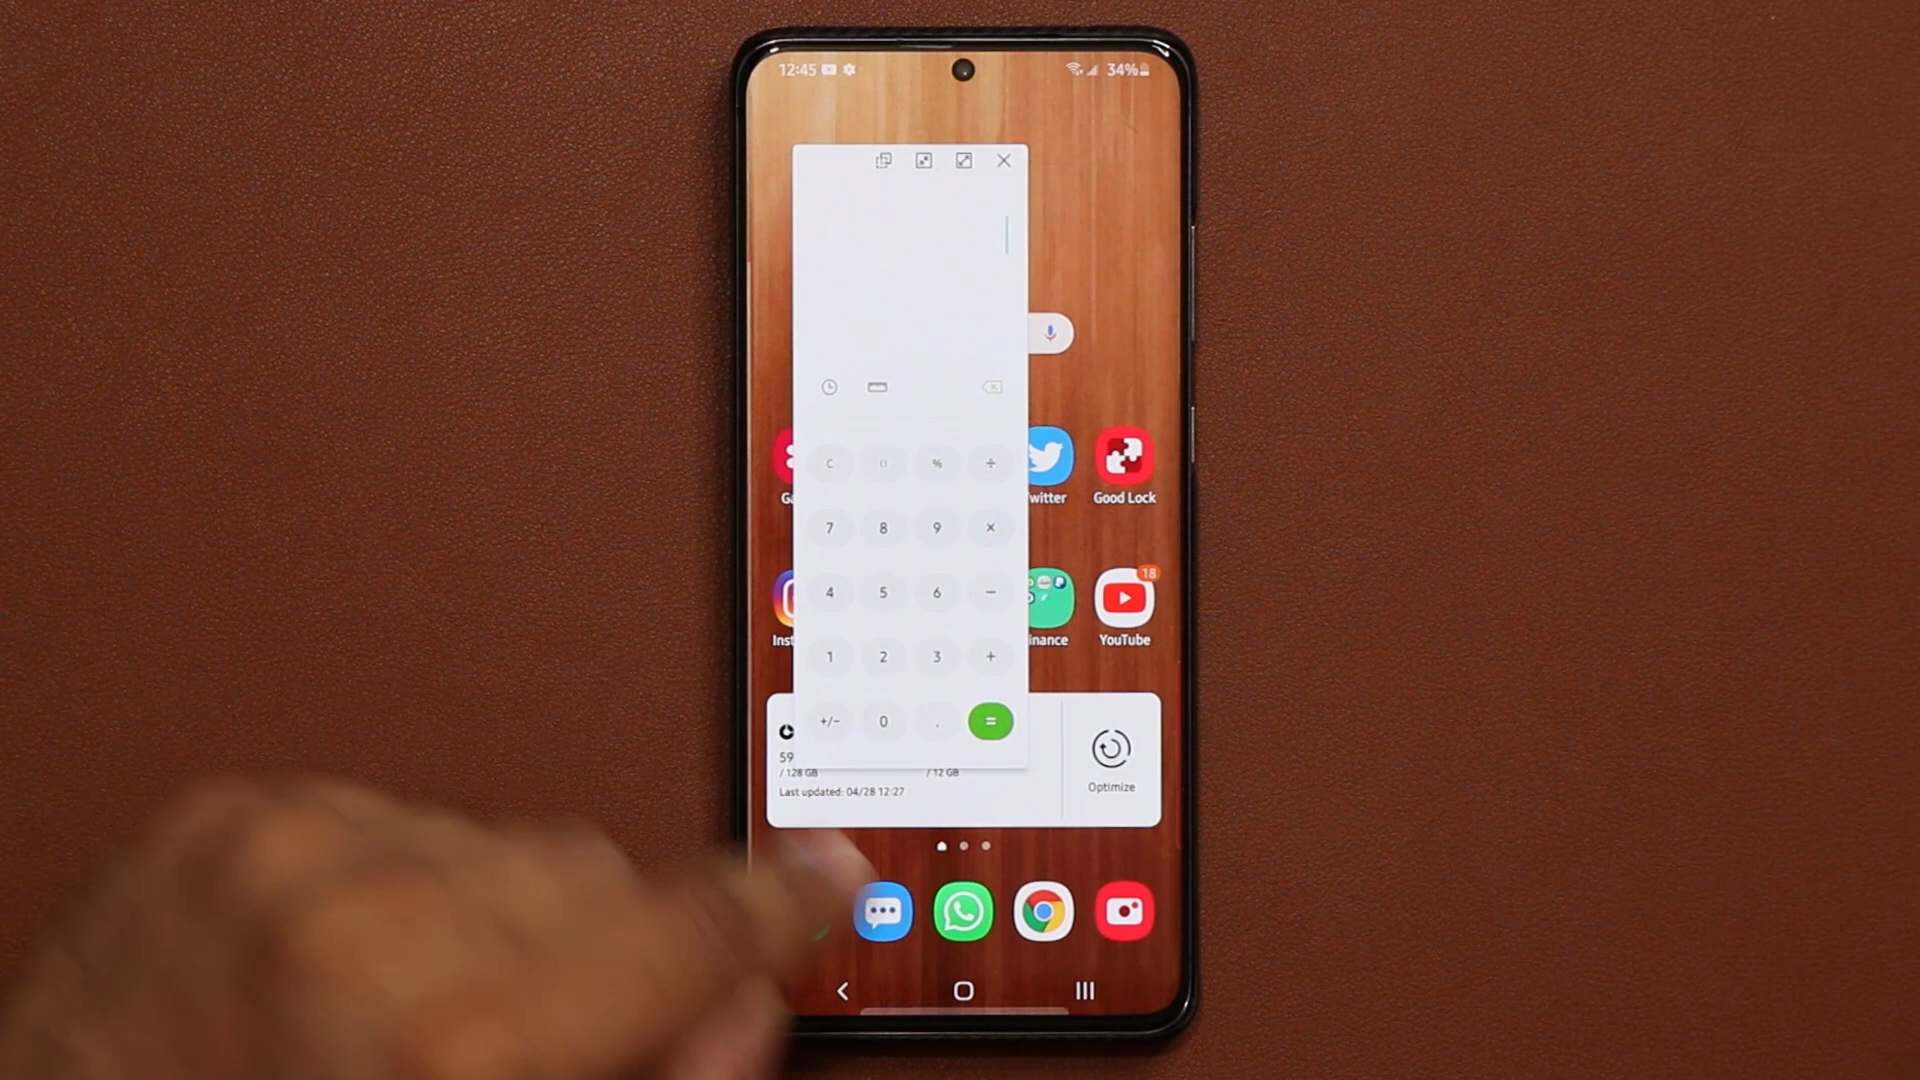 12:45
34%
C () % ÷
Ga
witter
Good Lock
7 8 9 ×
4 5 6 −
18
Inst
inance
YouTube
1 2 3 +
+/− 0 . =
59
/ 128 GB
/ 12 GB
Last updated: 04/28 12:27
Optimize